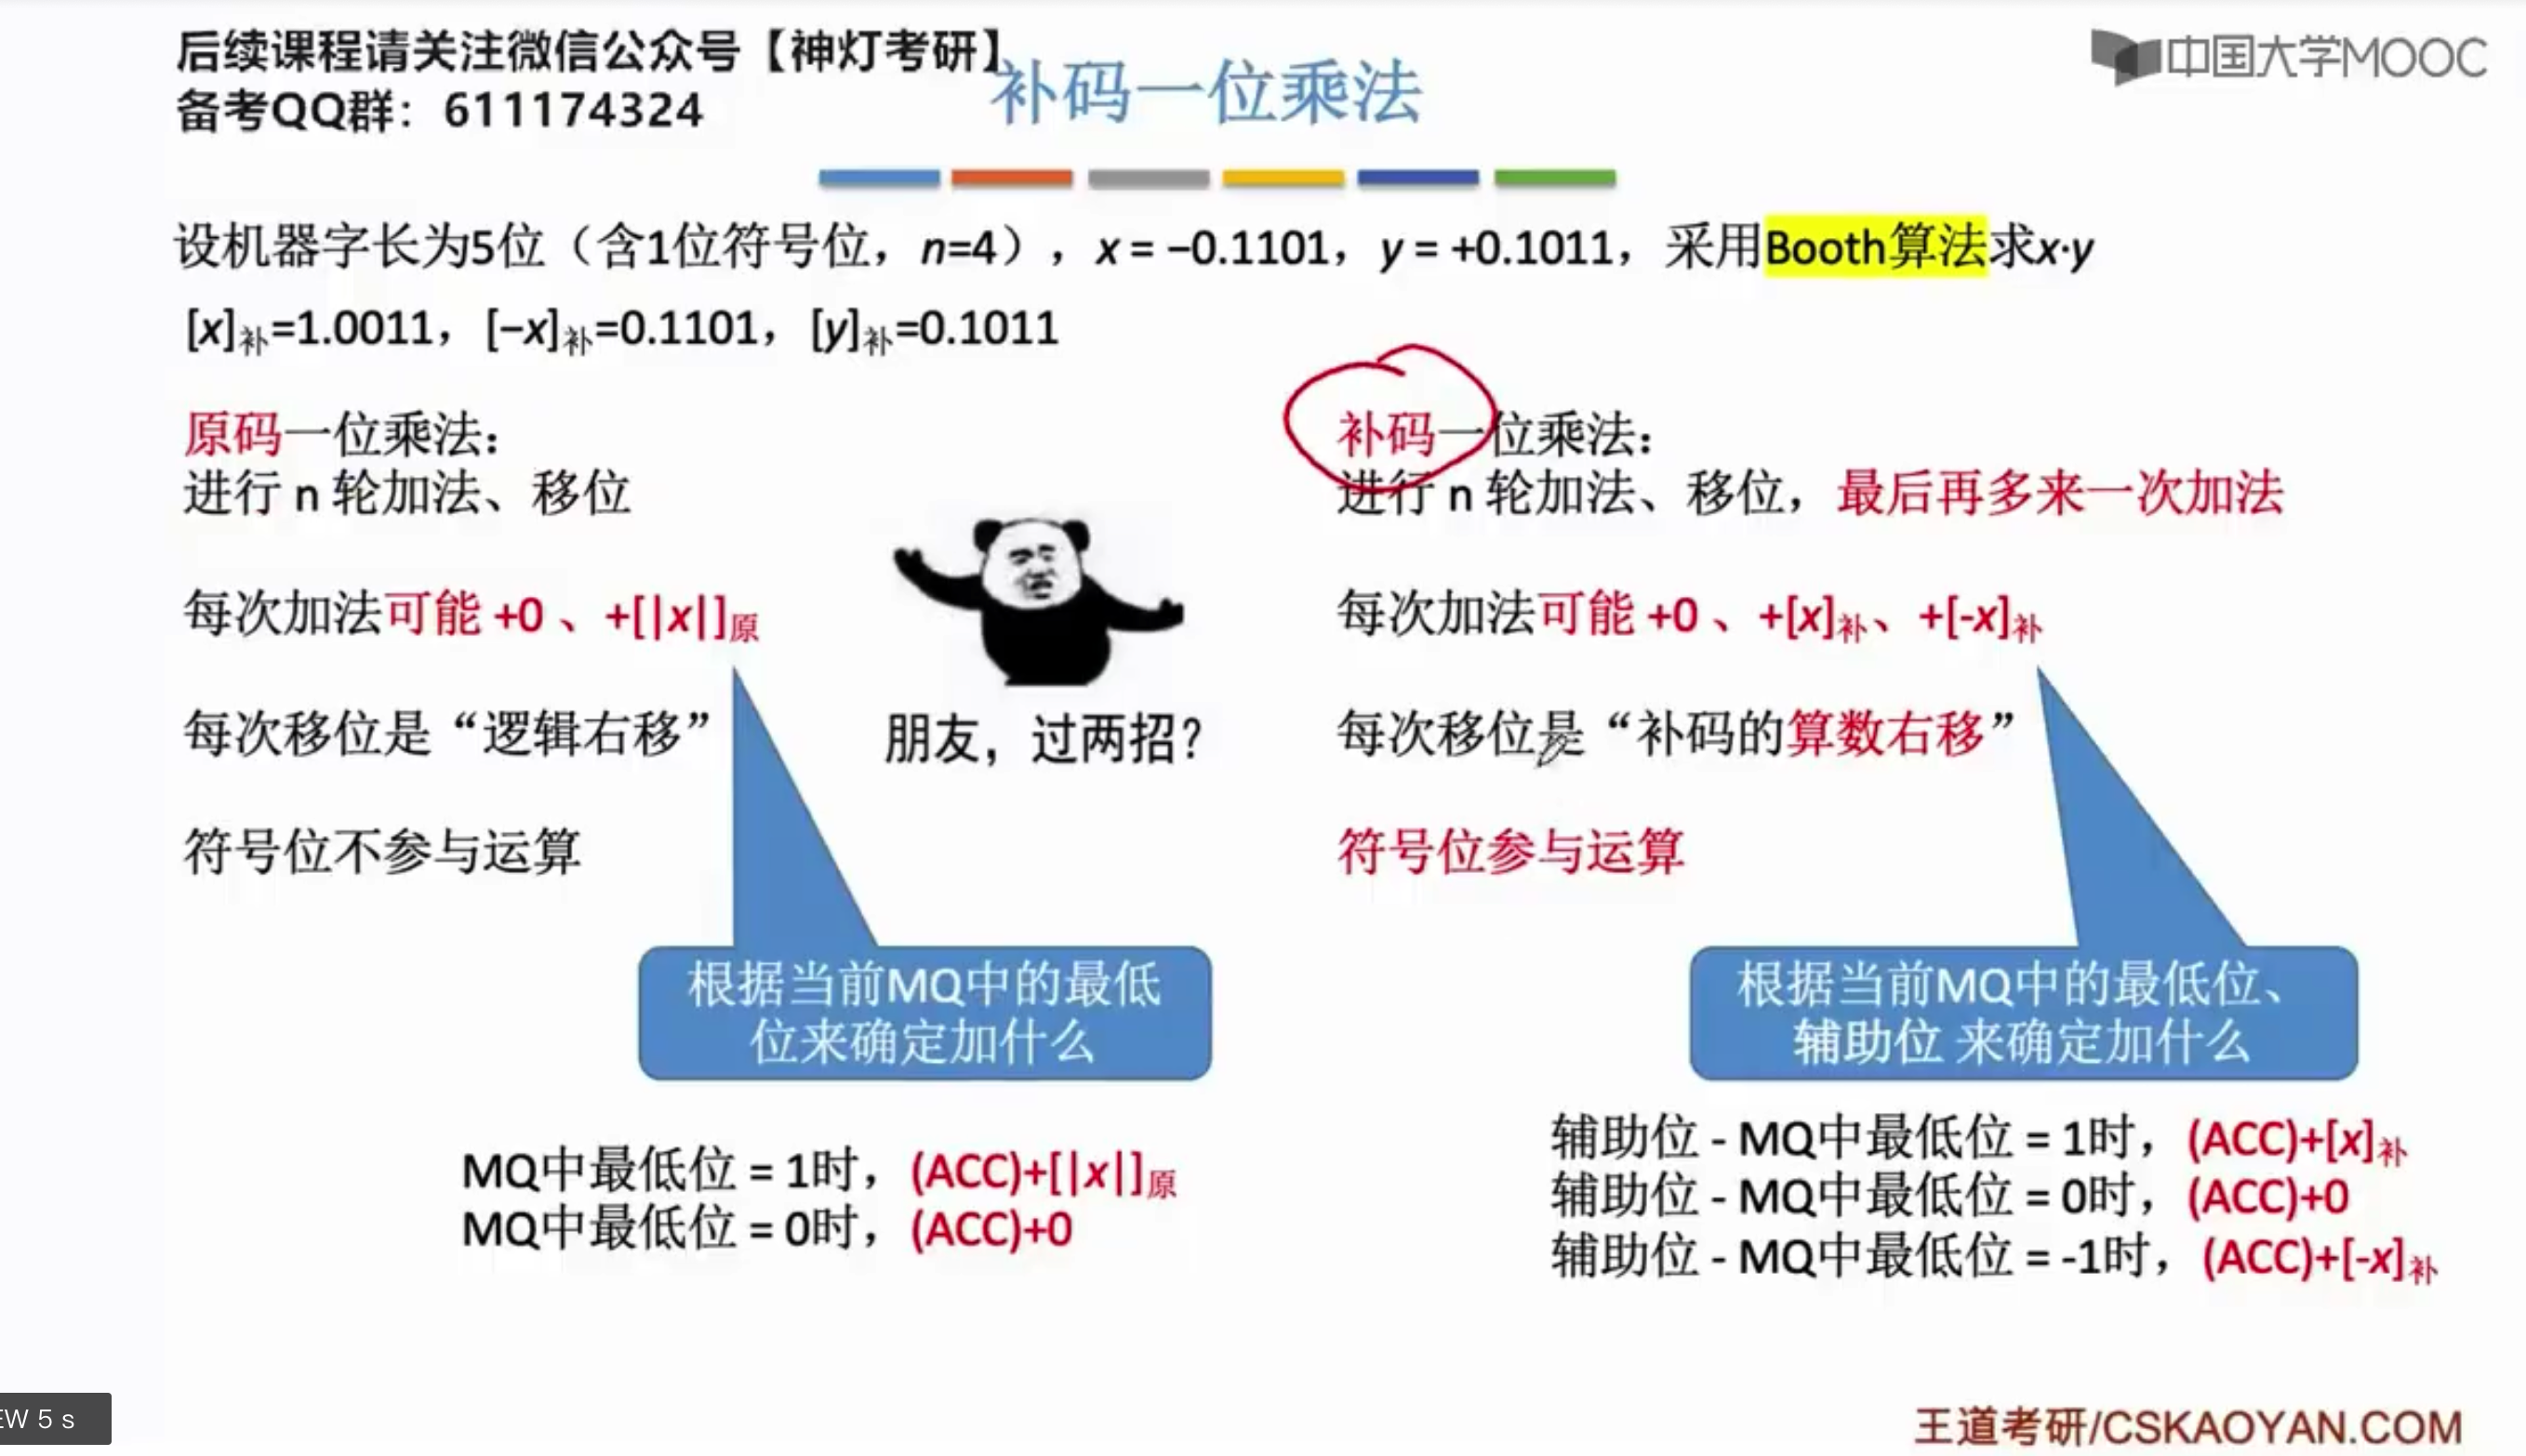 后续课程请关注微信公众号【神灯考研】
备考QQ群：611174324
补码一位乘法
中国大学MOOC
设机器字长为5位（含1位符号位，n=4），x = −0.1101，y = +0.1011，采用Booth算法求x·y
[x]补=1.0011，[−x]补=0.1101，[y]补=0.1011
原码一位乘法：
进行 n 轮加法、移位
每次加法可能 +0 、+[|x|]原
每次移位是“逻辑右移”
符号位不参与运算
根据当前MQ中的最低
位来确定加什么
MQ中最低位 = 1时，(ACC)+[|x|]原
MQ中最低位 = 0时，(ACC)+0
朋友，过两招？
补码一位乘法：
进行 n 轮加法、移位，最后再多来一次加法
每次加法可能 +0 、+[x]补、+[-x]补
每次移位是“补码的算数右移”
符号位参与运算
根据当前MQ中的最低位、
辅助位 来确定加什么
辅助位 - MQ中最低位 = 1时，(ACC)+[x]补
辅助位 - MQ中最低位 = 0时，(ACC)+0
辅助位 - MQ中最低位 = -1时，(ACC)+[-x]补
EW 5 s
王道考研/CSKAOYAN.COM